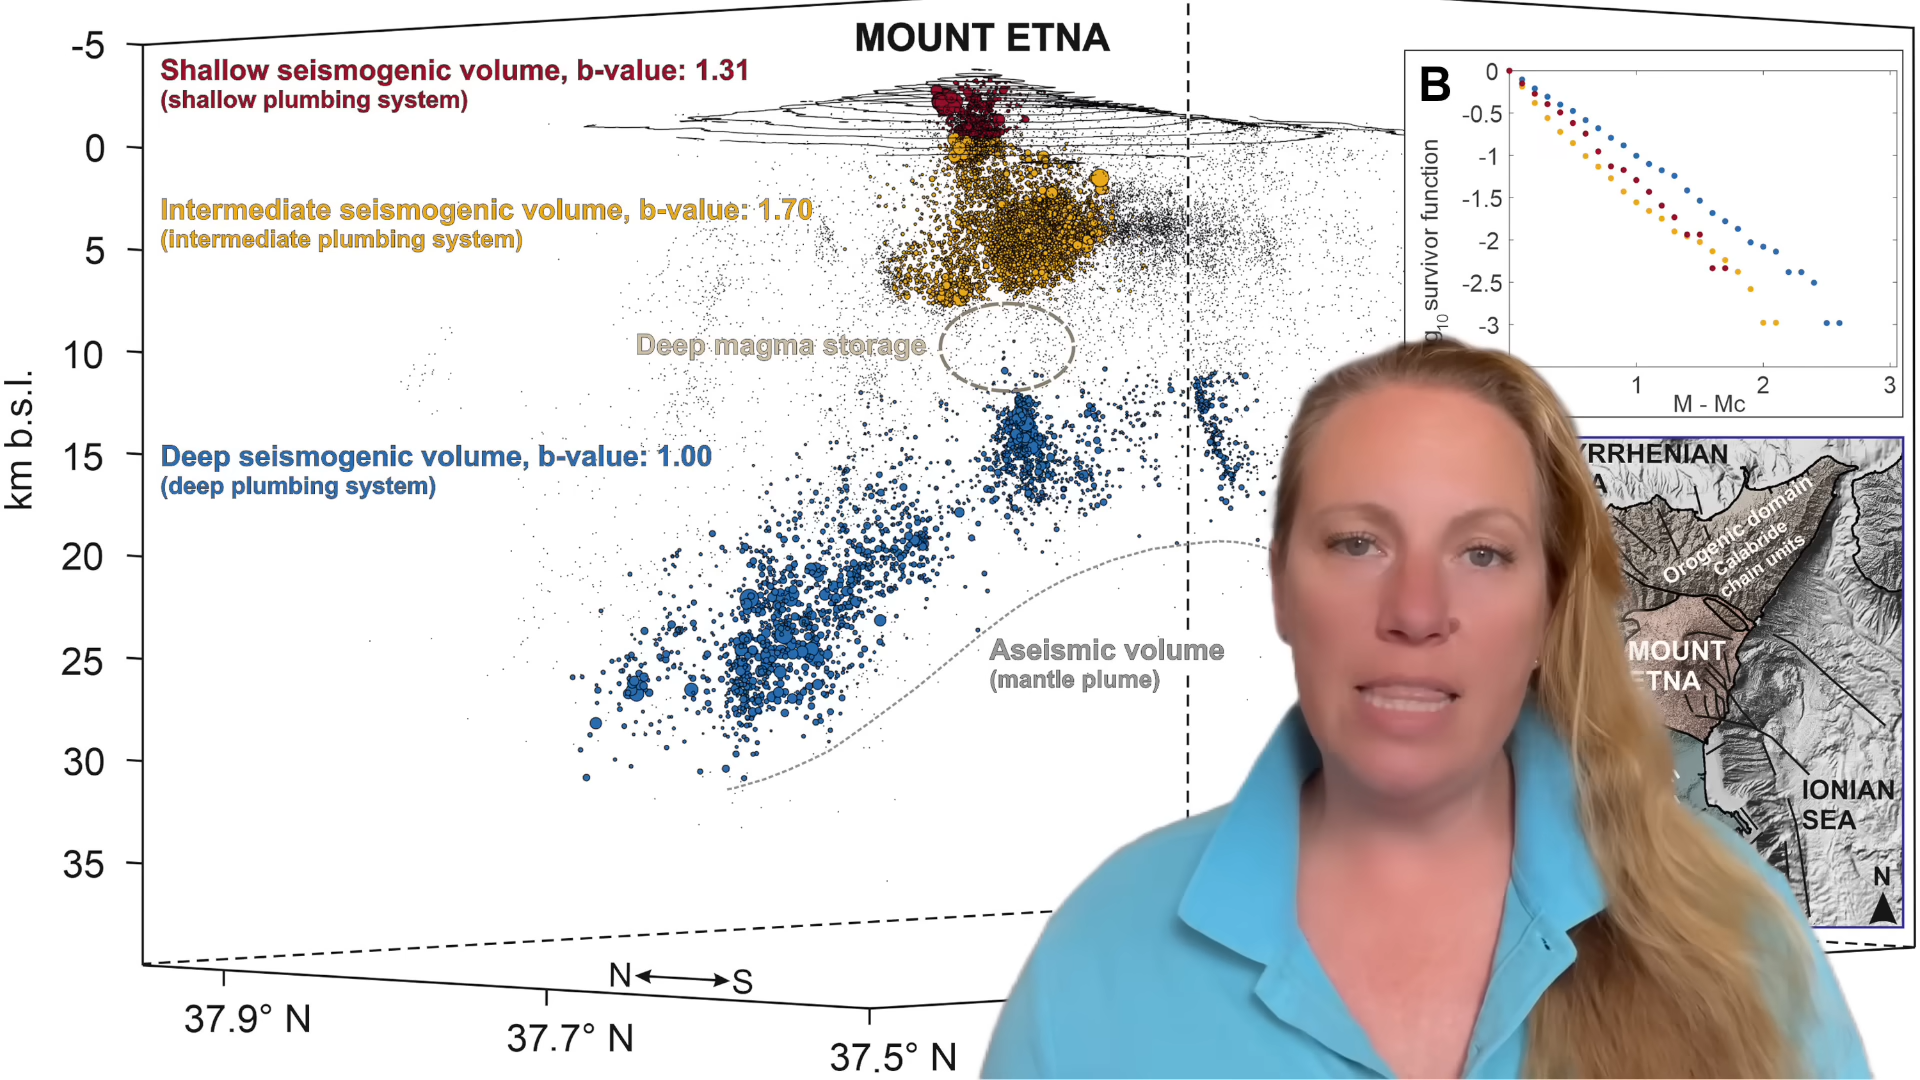 MOUNT ETNA
-5
0
5
10
15
20
25
30
35
km b.s.l.
Shallow seismogenic volume, b-value: 1.31
(shallow plumbing system)
Intermediate seismogenic volume, b-value: 1.70
(intermediate plumbing system)
Deep magma storage
Deep seismogenic volume, b-value: 1.00
(deep plumbing system)
Aseismic volume
(mantle plume)
N S
37.9° N
37.7° N
37.5° N
B
0
-0.5
-1
-1.5
-2
-2.5
-3
survivor function
1 2 3
M - Mc
Orogenic domain
Calabride
chain units
MOUNT
ETNA
IONIAN
SEA
N